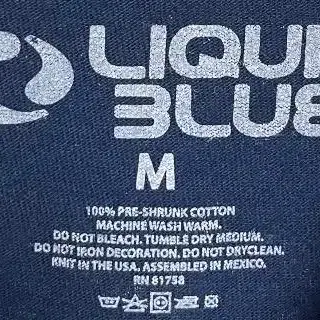 LIQUI
BLUE
M
100% PRE-SHRUNK COTTON
MACHINE WASH WARM.
DO NOT BLEACH. TUMBLE DRY MEDIUM.
DO NOT IRON DECORATION. DO NOT DRYCLEAN.
KNIT IN THE USA. ASSEMBLED IN MEXICO.
RN 81758